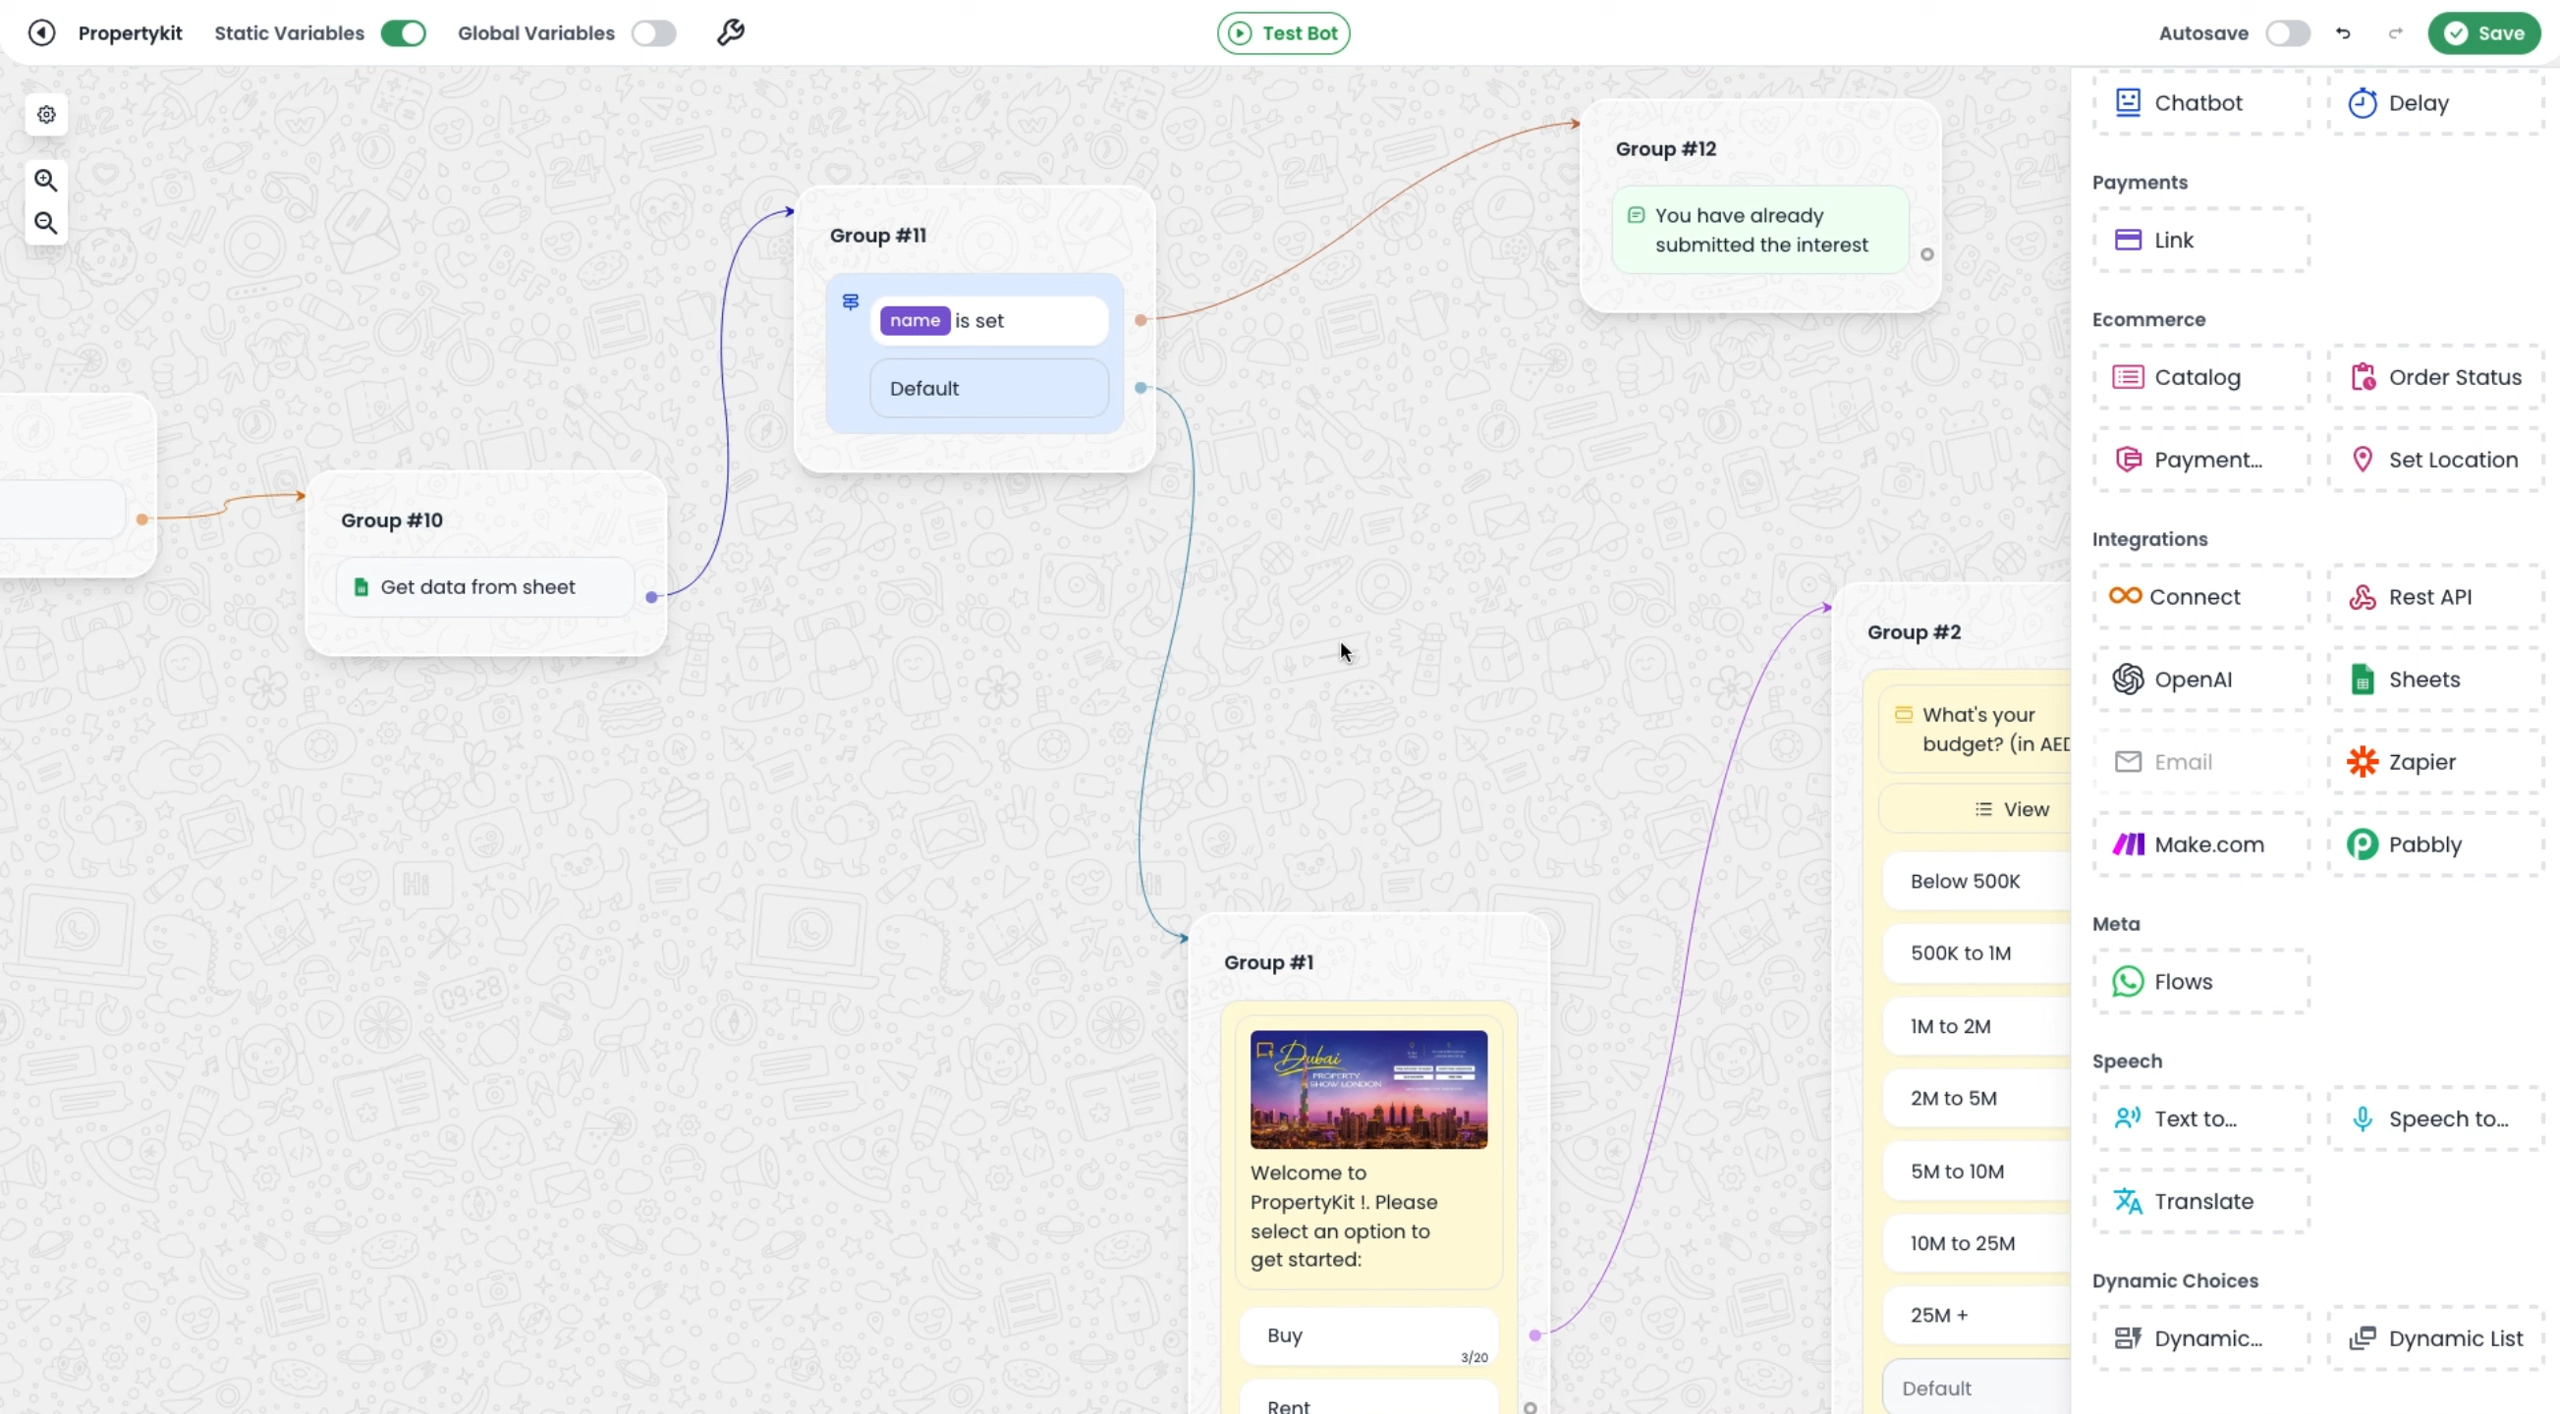 Propertykit
Static Variables
Global Variables
Test Bot
Autosave
Save
Group #10
Get data from sheet
Group #11
name is set
Default
Group #12
You have already
submitted the interest
Group #1
Dubai
PROPERTY
SHOW LONDON
Welcome to
PropertyKit !. Please
select an option to
get started:
Buy
3/20
Rent
Group #2
What's your
budget? (in AED
View
Below 500K
500K to 1M
1M to 2M
2M to 5M
5M to 10M
10M to 25M
25M +
Default
Chatbot
Delay
Payments
Link
Ecommerce
Catalog
Order Status
Payment...
Set Location
Integrations
Connect
Rest API
OpenAI
Sheets
Email
Zapier
Make.com
Pabbly
Meta
Flows
Speech
Text to...
Speech to...
Translate
Dynamic Choices
Dynamic...
Dynamic List